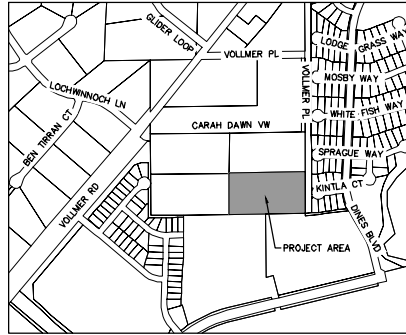 GLIDER LOOP
VOLLMER PL
LODGE GRASS WAY
MOSBY WAY
LOCHWINNOCH LN
VOLLMER PL
WHITE FISH WAY
CARAH DAWN VW
BEN TIRRAN CT
SPRAGUE WAY
KINTLA CT
VOLLMER RD
DINES BLVD
PROJECT AREA